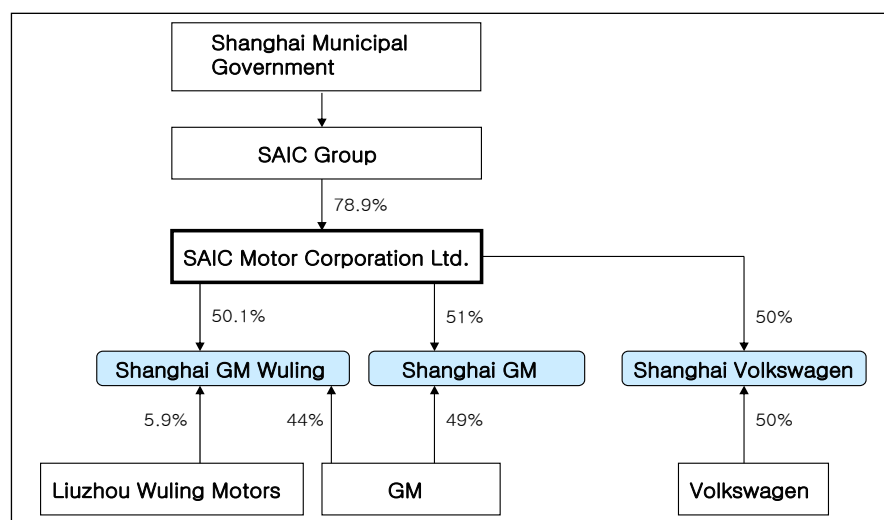 Shanghai Municipal
Government
SAIC Group
78.9%
SAIC Motor Corporation Ltd.
50.1%
51%
50%
Shanghai GM Wuling
Shanghai GM
Shanghai Volkswagen
5.9%
44%
49%
50%
Liuzhou Wuling Motors
GM
Volkswagen